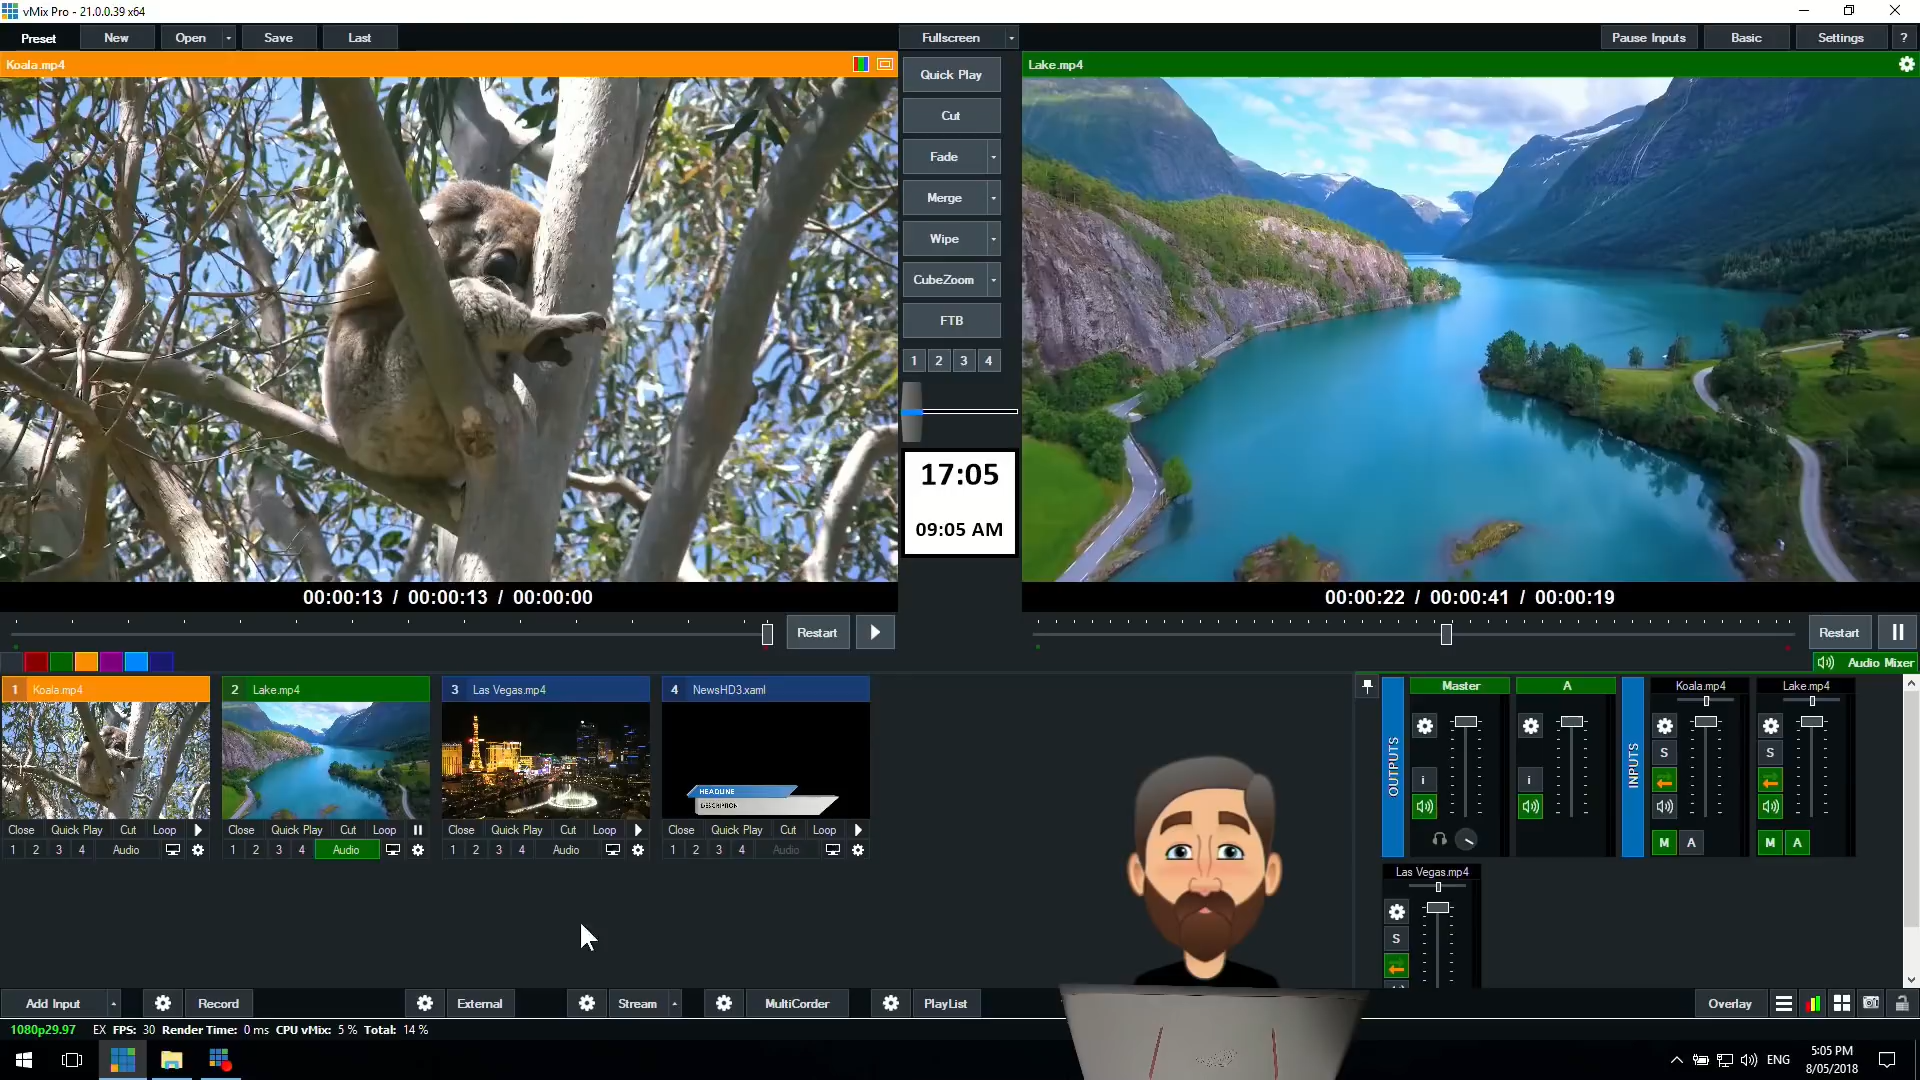 vMix Pro - 21.0.0.39 x64
Preset New Open Save Last Fullscreen Pause Inputs Basic Settings ?
Koala.mp4
Lake.mp4
Quick Play
Cut
Fade
Merge
Wipe
CubeZoom
FTB
1 2 3 4
17:05
09:05 AM
00:00:13 / 00:00:13 / 00:00:00
00:00:22 / 00:00:41 / 00:00:19
Restart
Restart
Audio Mixer
1 Koala.mp4
2 Lake.mp4
3 Las Vegas.mp4
4 NewsHD3.xaml
HEADLINE
DESCRIPTION
Close Quick Play Cut Loop
1 2 3 4 Audio
Close Quick Play Cut Loop
1 2 3 4 Audio
Close Quick Play Cut Loop
1 2 3 4 Audio
Close Quick Play Cut Loop
1 2 3 4 Audio
OUTPUTS
Master
i
A
i
INPUTS
Koala.mp4
S
M A
Lake.mp4
S
M A
Las Vegas.mp4
S
Add Input Record External Stream MultiCorder PlayList Overlay
1080p29.97 EX FPS: 30 Render Time: 0 ms CPU vMix: 5 % Total: 14 %
ENG
5:05 PM
8/05/2018